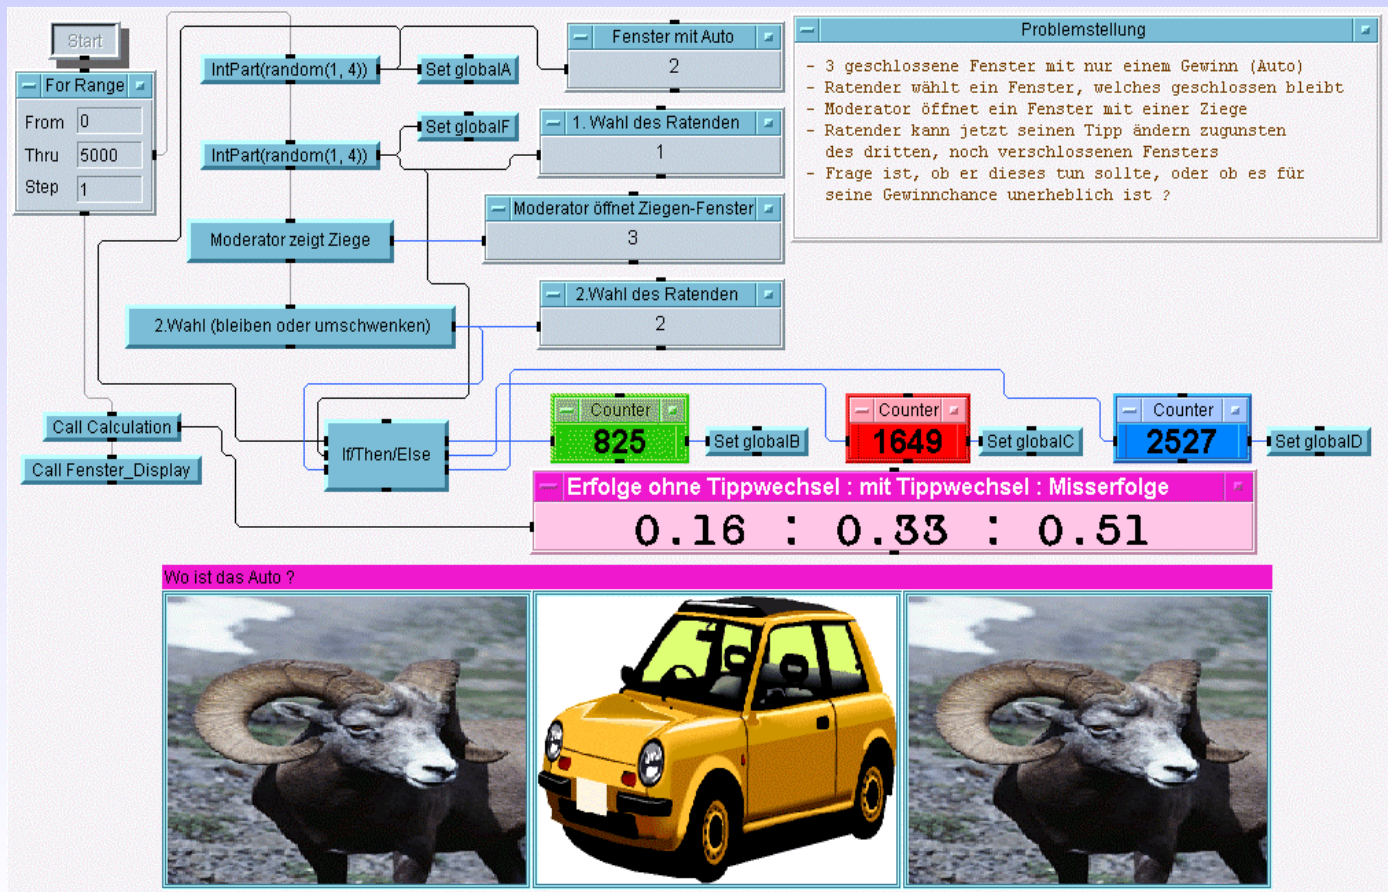 Start
For Range
From 0
Thru 5000
Step 1
IntPart(random(1, 4))
Set globalA
Fenster mit Auto
2
IntPart(random(1, 4))
Set globalF
1. Wahl des Ratenden
1
Moderator zeigt Ziege
Moderator öffnet Ziegen-Fenster
3
2.Wahl (bleiben oder umschwenken)
2.Wahl des Ratenden
2
Problemstellung
- 3 geschlossene Fenster mit nur einem Gewinn (Auto)
- Ratender wählt ein Fenster, welches geschlossen bleibt
- Moderator öffnet ein Fenster mit einer Ziege
- Ratender kann jetzt seinen Tipp ändern zugunsten
des dritten, noch verschlossenen Fensters
- Frage ist, ob er dieses tun sollte, oder ob es für
seine Gewinnchance unerheblich ist ?
Call Calculation
Call Fenster_Display
If/Then/Else
Counter
825
Set globalB
Counter
1649
Set globalC
Counter
2527
Set globalD
Erfolge ohne Tippwechsel : mit Tippwechsel : Misserfolge
0.16 : 0.33 : 0.51
Wo ist das Auto ?